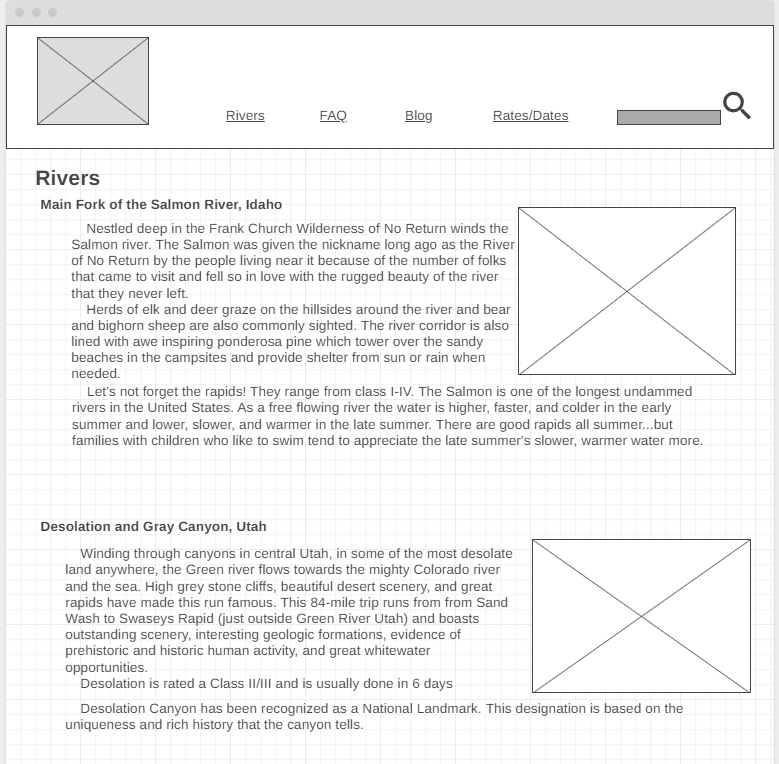 Rivers FAQ Blog Rates/Dates
Rivers
Main Fork of the Salmon River, Idaho
Nestled deep in the Frank Church Wilderness of No Return winds the
Salmon river. The Salmon was given the nickname long ago as the River
of No Return by the people living near it because of the number of folks
that came to visit and fell so in love with the rugged beauty of the river
that they never left.
Herds of elk and deer graze on the hillsides around the river and bear
and bighorn sheep are also commonly sighted. The river corridor is also
lined with awe inspiring ponderosa pine which tower over the sandy
beaches in the campsites and provide shelter from sun or rain when
needed.
Let's not forget the rapids! They range from class I-IV. The Salmon is one of the longest undammed
rivers in the United States. As a free flowing river the water is higher, faster, and colder in the early
summer and lower, slower, and warmer in the late summer. There are good rapids all summer...but
families with children who like to swim tend to appreciate the late summer's slower, warmer water more.
Desolation and Gray Canyon, Utah
Winding through canyons in central Utah, in some of the most desolate
land anywhere, the Green river flows towards the mighty Colorado river
and the sea. High grey stone cliffs, beautiful desert scenery, and great
rapids have made this run famous. This 84-mile trip runs from from Sand
Wash to Swaseys Rapid (just outside Green River Utah) and boasts
outstanding scenery, interesting geologic formations, evidence of
prehistoric and historic human activity, and great whitewater
opportunities.
Desolation is rated a Class II/III and is usually done in 6 days
Desolation Canyon has been recognized as a National Landmark. This designation is based on the
uniqueness and rich history that the canyon tells.